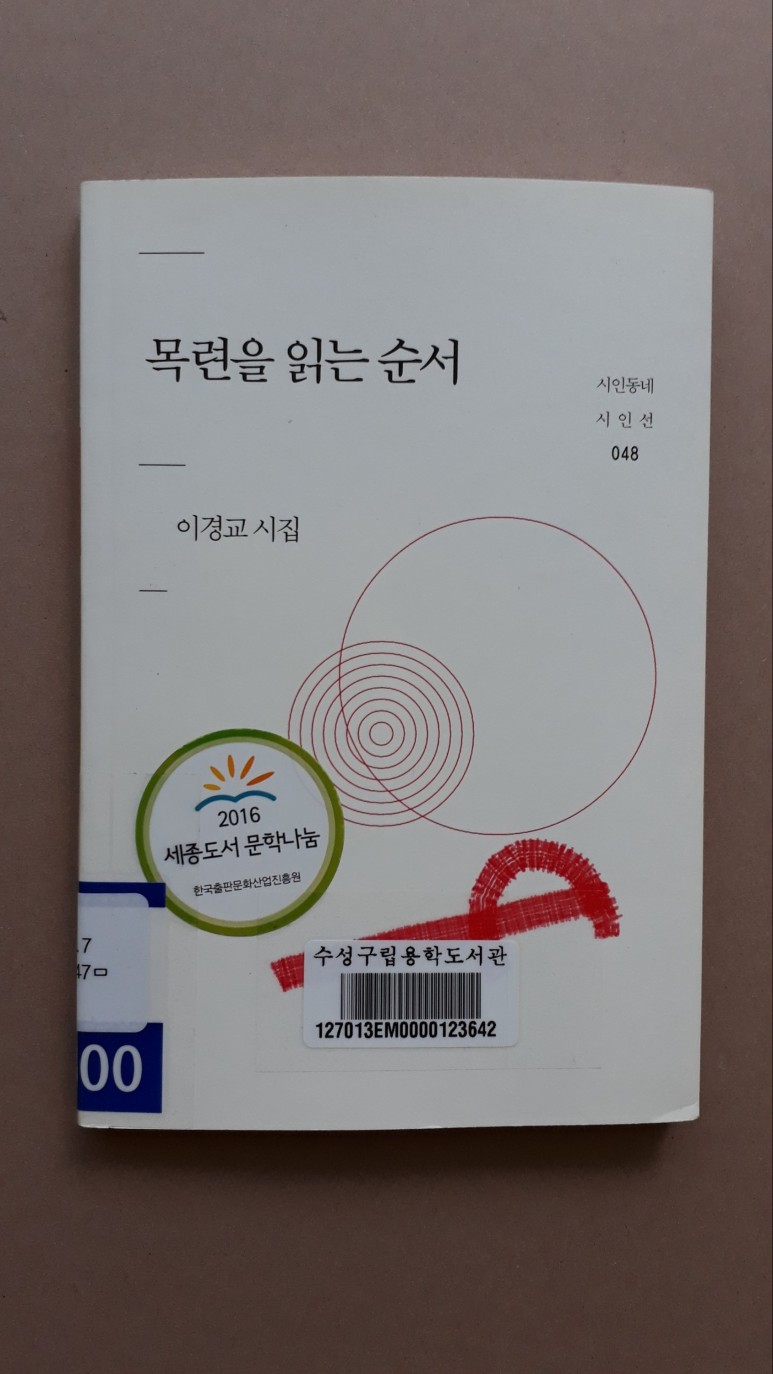 목련을 읽는 순서
시인동네
시 인 선
048
이경교 시집
2016
세종도서 문학나눔
한국출판문화산업진흥원
.7
47ㅁ
00
수성구립용학도서관
127013EM0000123642